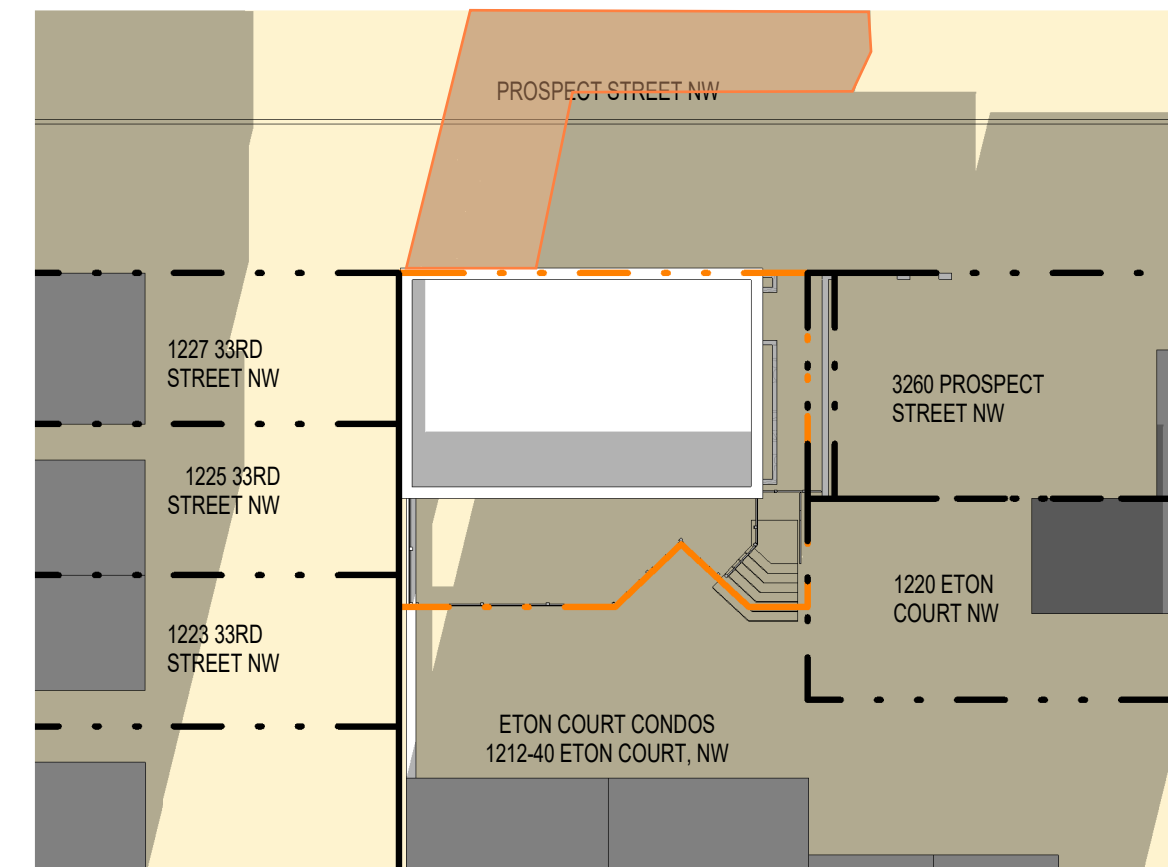 PROSPECT STREET NW
1227 33RD
STREET NW
3260 PROSPECT
STREET NW
1225 33RD
STREET NW
1220 ETON
COURT NW
1223 33RD
STREET NW
ETON COURT CONDOS
1212-40 ETON COURT, NW